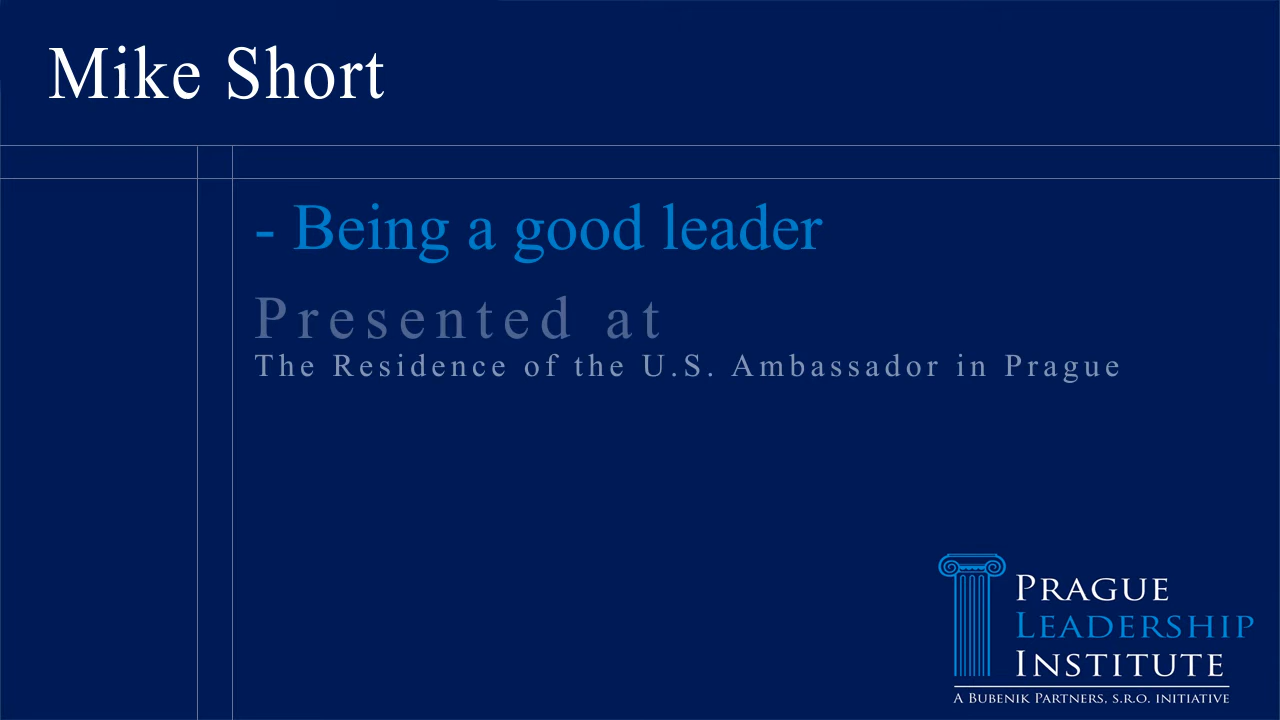 Mike Short
- Being a good leader
Presented at
The Residence of the U.S. Ambassador in Prague
PRAGUE
LEADERSHIP
INSTITUTE
A BUBENIK PARTNERS, S.R.O. INITIATIVE